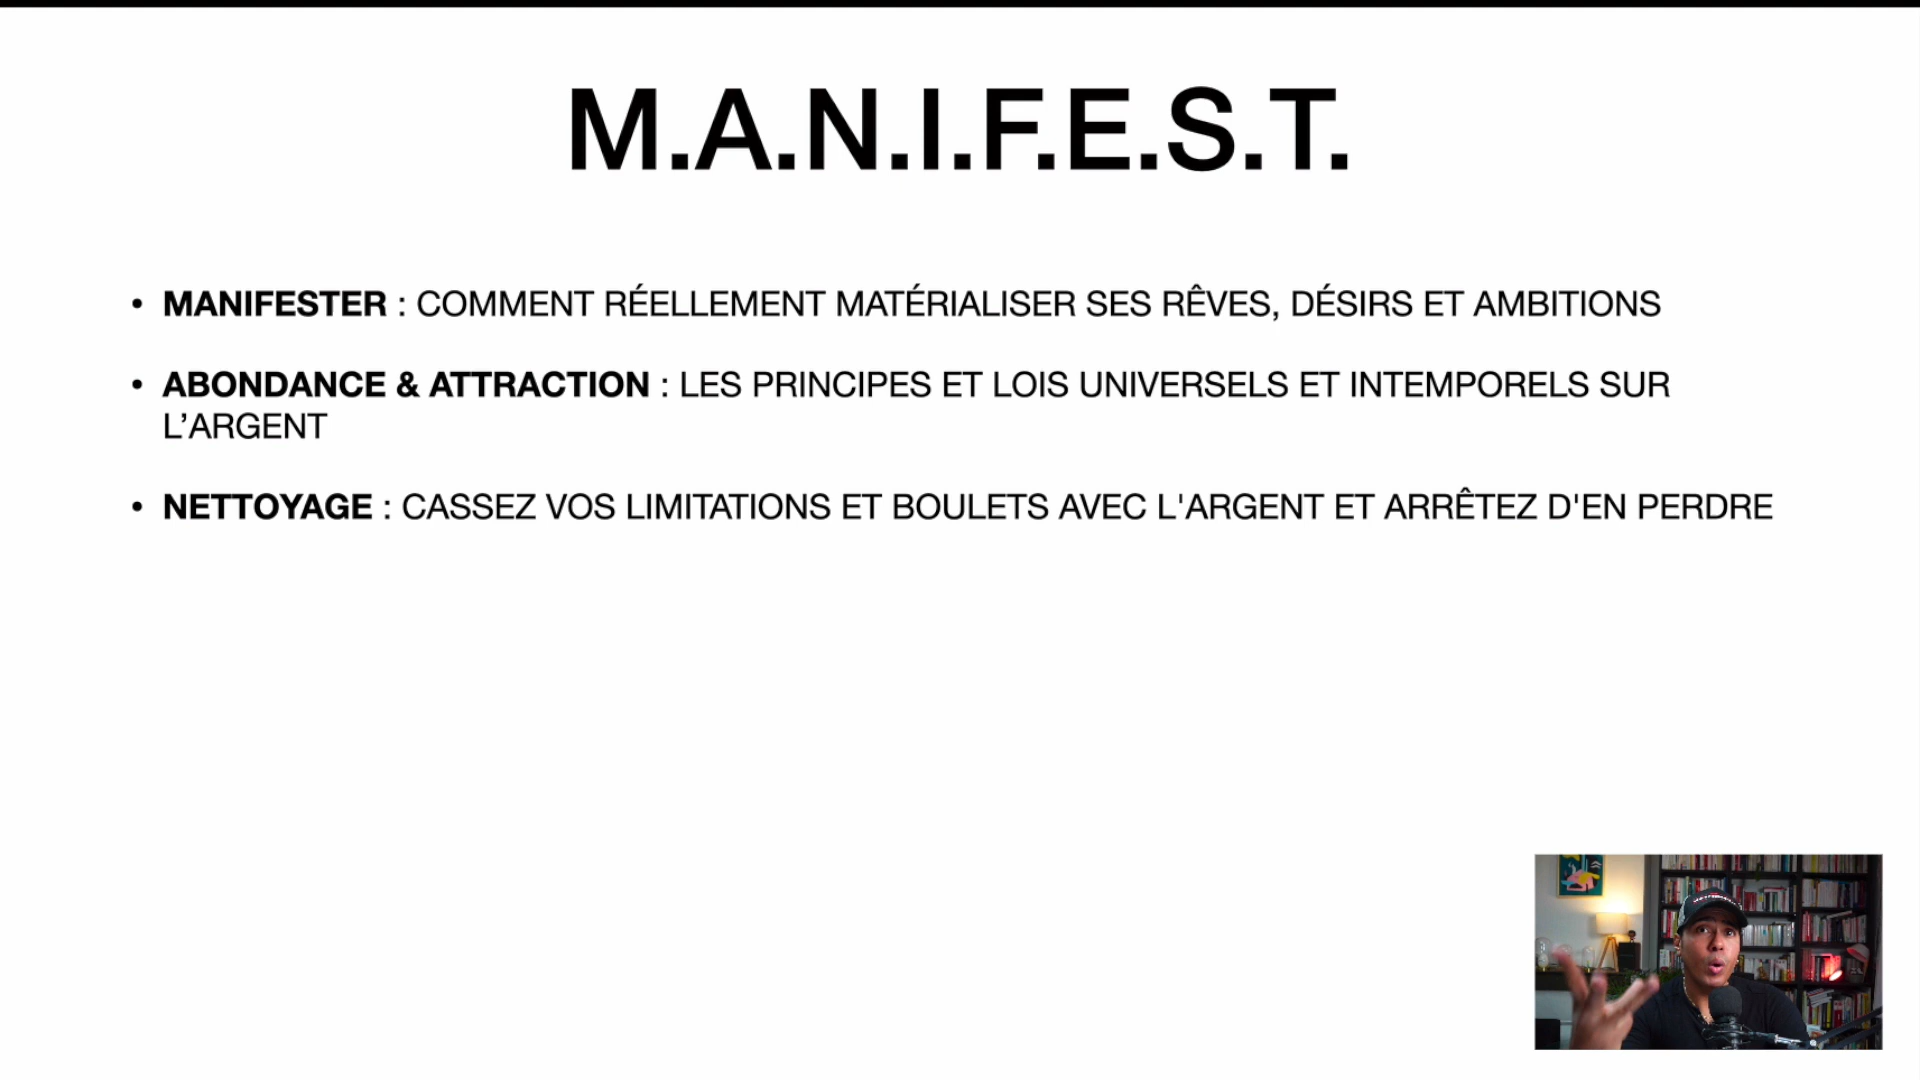 M.A.N.I.F.E.S.T.
• MANIFESTER : COMMENT RÉELLEMENT MATÉRIALISER SES RÊVES, DÉSIRS ET AMBITIONS
• ABONDANCE & ATTRACTION : LES PRINCIPES ET LOIS UNIVERSELS ET INTEMPORELS SUR
L’ARGENT
• NETTOYAGE : CASSEZ VOS LIMITATIONS ET BOULETS AVEC L'ARGENT ET ARRÊTEZ D'EN PERDRE